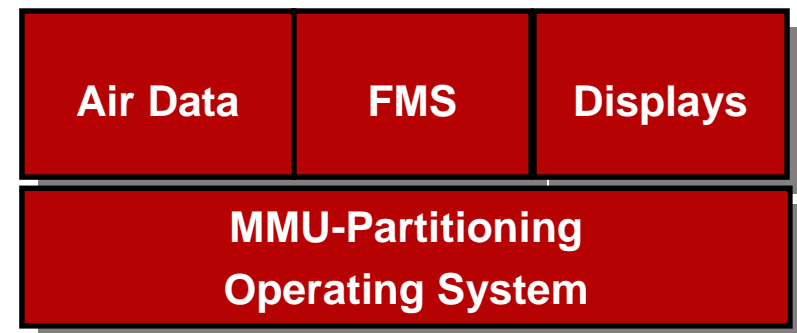 Air Data
FMS
Displays
MMU-Partitioning
Operating System